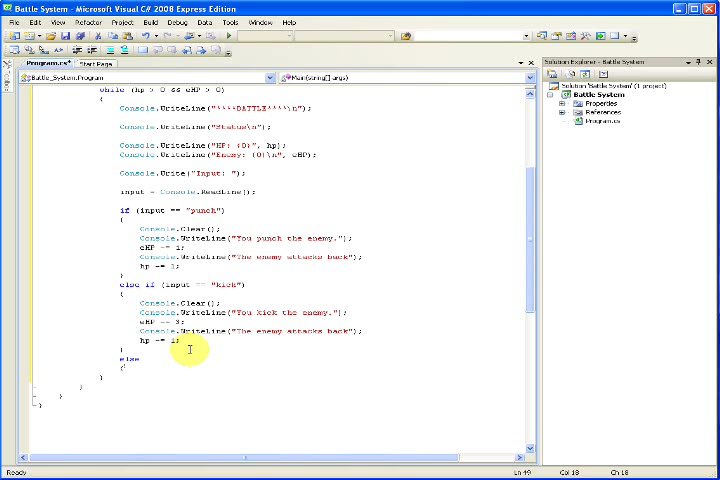 Battle System - Microsoft Visual C# 2008 Express Edition
File Edit View Refactor Project Build Debug Data Tools Window Help
Program.cs* Start Page
Battle_System.Program Main(string[] args)
while (hp > 0 && eHP > 0)
{
Console.WriteLine("****BATTLE****\n");
Console.WriteLine("Status\n");
Console.WriteLine("HP: {0}", hp);
Console.WriteLine("Enemy: {0}\n", eHP);
Console.Write("Input: ");
input = Console.ReadLine();
if (input == "punch")
{
Console.Clear();
Console.WriteLine("You punch the enemy.");
eHP -= 1;
Console.WriteLine("The enemy attacks back");
hp -= 1;
}
else if (input == "kick")
{
Console.Clear();
Console.WriteLine("You kick the enemy.");
eHP -= 3;
Console.WriteLine("The enemy attacks back");
hp -= 1;
}
else
{
}
}
}
}
Solution Explorer - Battle System
Solution 'Battle System' (1 project)
Battle System
Properties
References
Program.cs
Ready Ln 49 Col 18 Ch 18